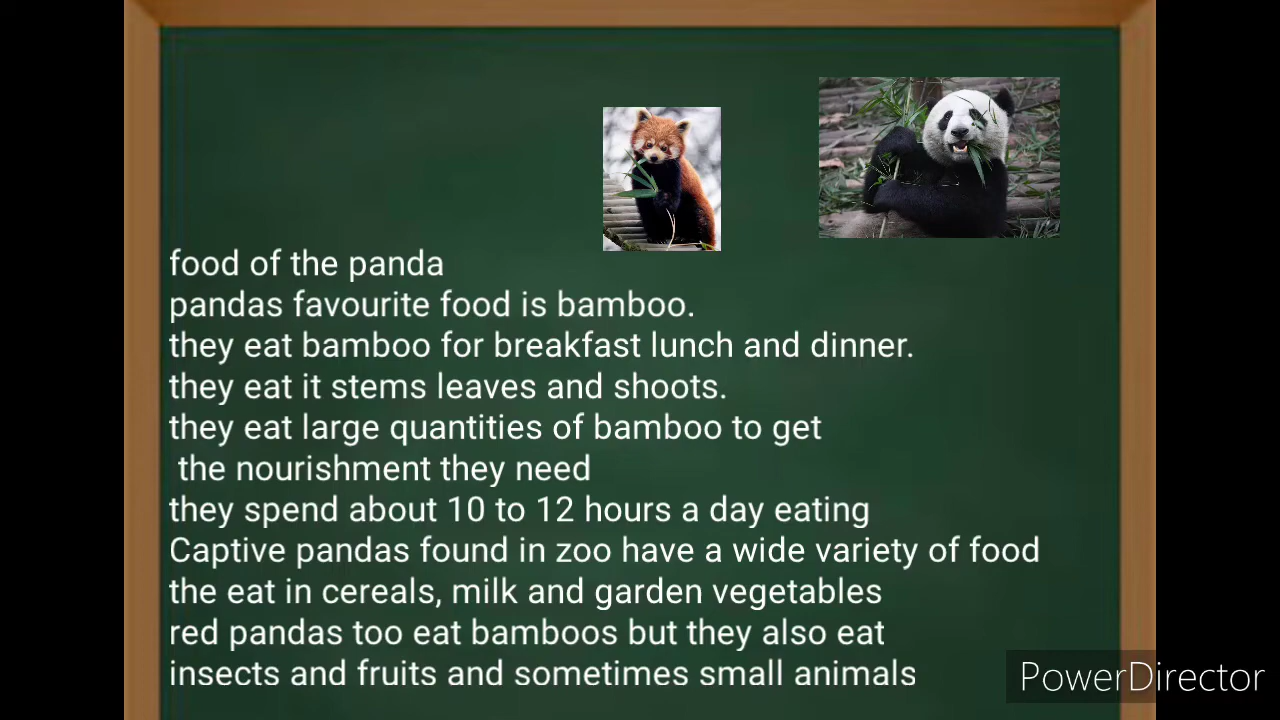 food of the panda
pandas favourite food is bamboo.
they eat bamboo for breakfast lunch and dinner.
they eat it stems leaves and shoots.
they eat large quantities of bamboo to get
the nourishment they need
they spend about 10 to 12 hours a day eating
Captive pandas found in zoo have a wide variety of food
the eat in cereals, milk and garden vegetables
red pandas too eat bamboos but they also eat
insects and fruits and sometimes small animals
PowerDirector